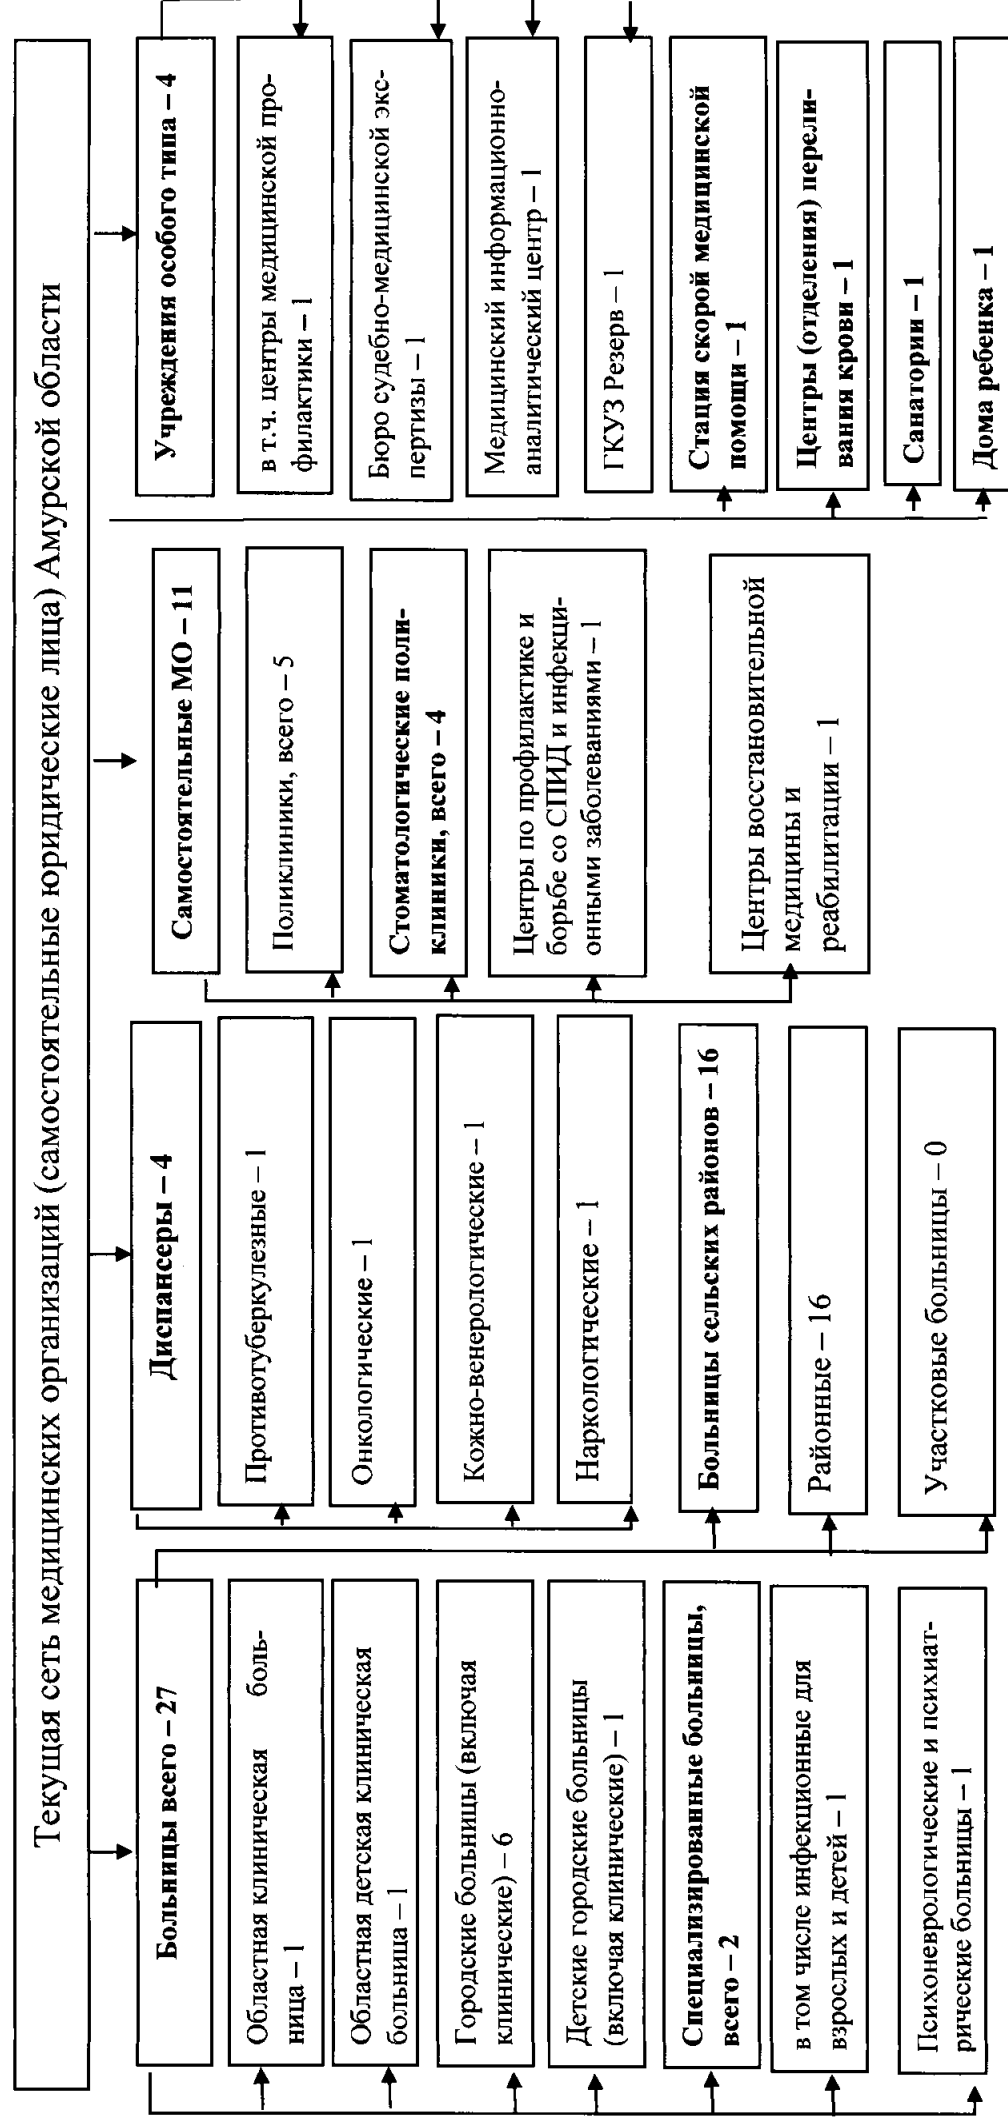 Текущая сеть медицинских организаций (самостоятельные юридические лица) Амурской области
Больницы всего – 27
Областная клиническая боль-
ница – 1
Областная детская клиническая
больница – 1
Городские больницы (включая
клинические) – 6
Детские городские больницы
(включая клинические) – 1
Специализированные больницы,
всего – 2
в том числе инфекционные для
взрослых и детей – 1
Психоневрологические и психиат-
рические больницы – 1
Диспансеры – 4
Противотуберкулезные – 1
Онкологические – 1
Кожно-венерологические – 1
Наркологические – 1
Больницы сельских районов – 16
Районные – 16
Участковые больницы – 0
Самостоятельные МО – 11
Поликлиники, всего – 5
Стоматологические поли-
клиники, всего – 4
Центры по профилактике и
борьбе со СПИД и инфекци-
онными заболеваниями – 1
Центры восстановительной
медицины и
реабилитации – 1
Учреждения особого типа – 4
в т.ч. центры медицинской про-
филактики – 1
Бюро судебно-медицинской экс-
пертизы – 1
Медицинский информационно-
аналитический центр – 1
ГКУЗ Резерв – 1
Стация скорой медицинской
помощи – 1
Центры (отделения) перели-
вания крови – 1
Санатории – 1
Дома ребенка – 1